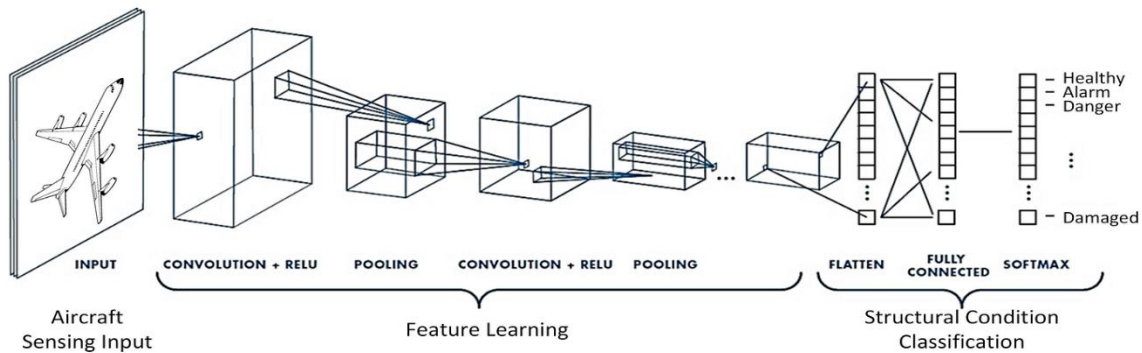 Healthy
Alarm
Danger
...
⋮
⋮
⋮
Damaged
INPUT
CONVOLUTION + RELU
POOLING
CONVOLUTION + RELU
POOLING
FLATTEN
FULLY
CONNECTED
SOFTMAX
Aircraft
Sensing Input
Feature Learning
Structural Condition
Classification